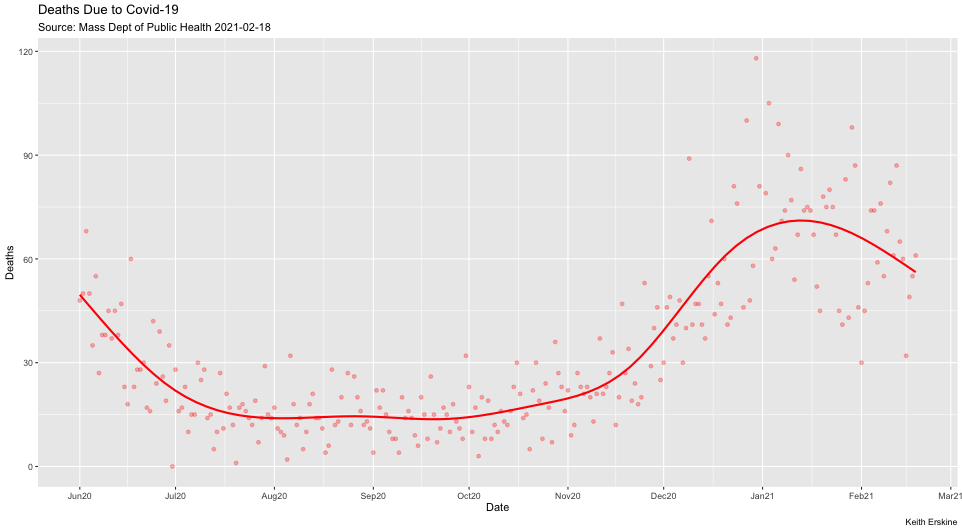 Deaths Due to Covid-19
Source: Mass Dept of Public Health 2021-02-18
120
90
60
30
0
Deaths
Jun20 Jul20 Aug20 Sep20 Oct20 Nov20 Dec20 Jan21 Feb21 Mar21
Date
Keith Erskine